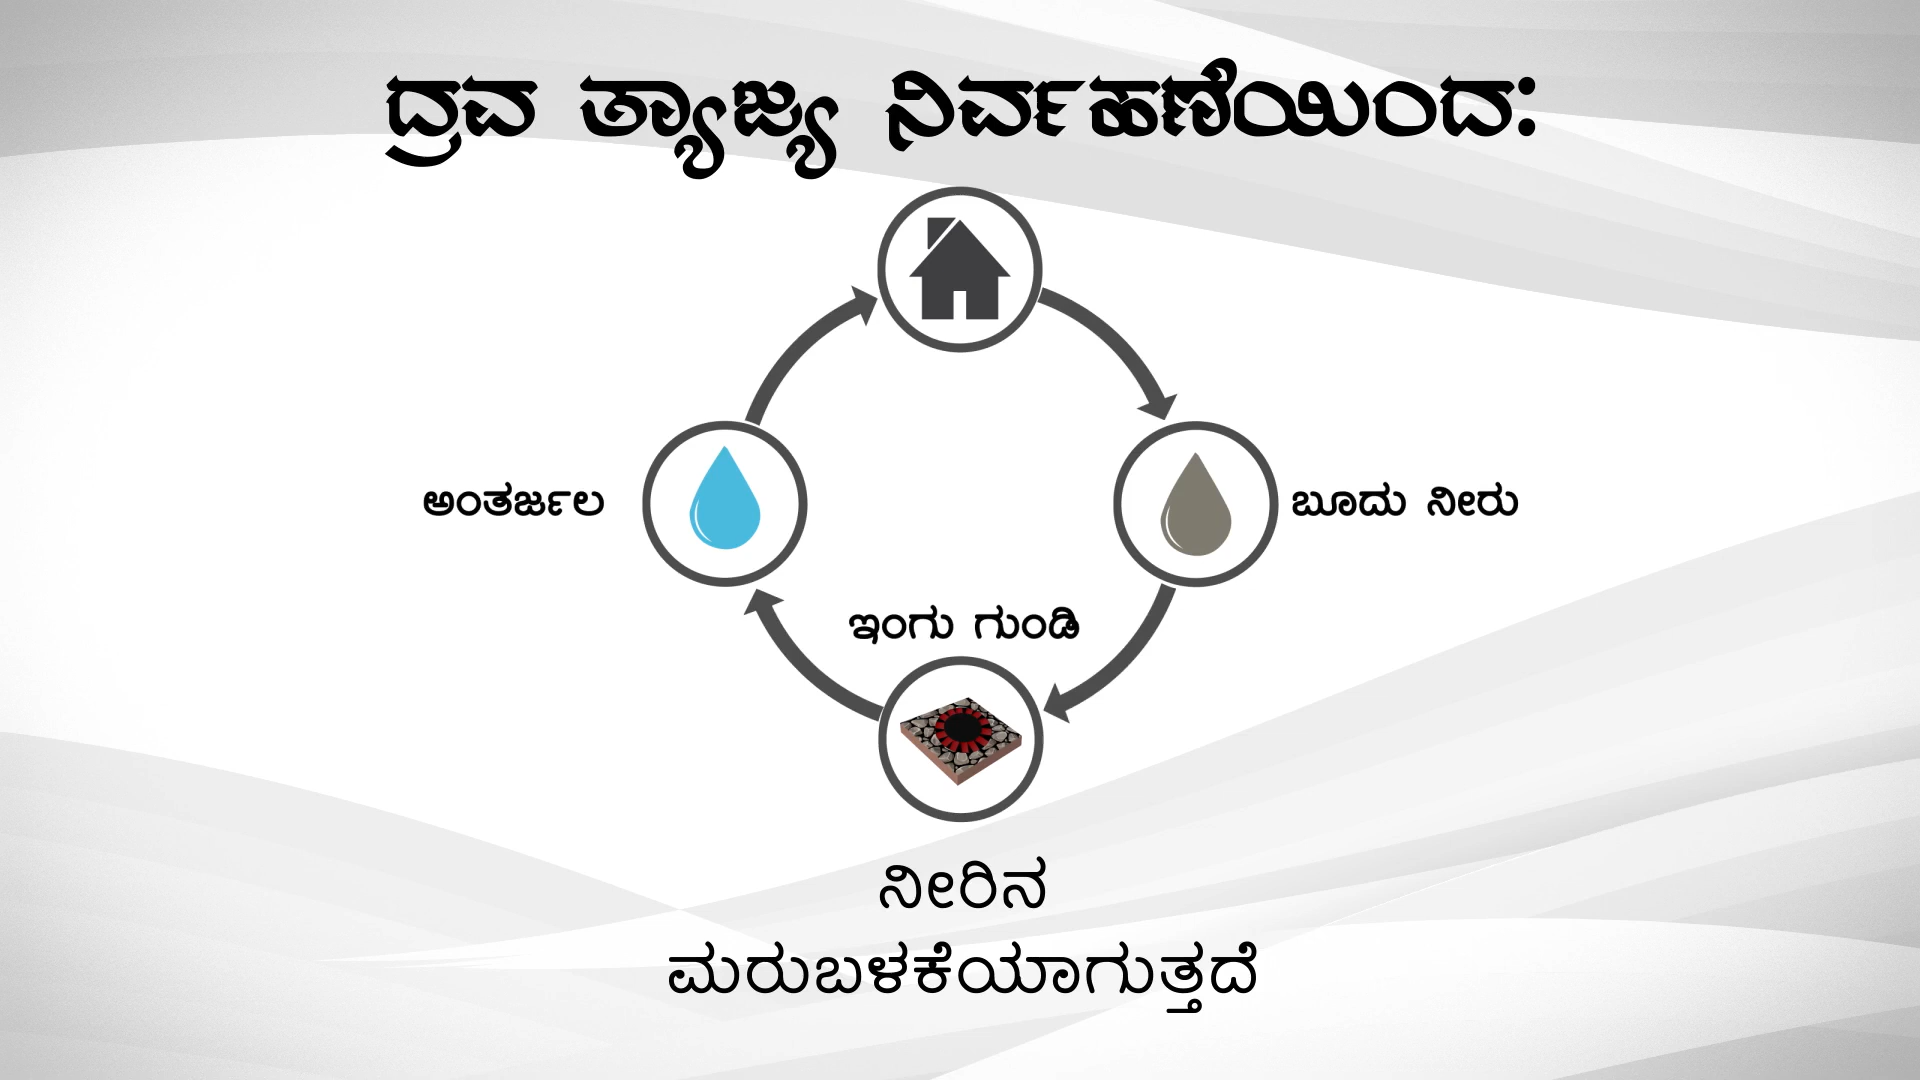 ದ್ರವ ತ್ಯಾಜ್ಯ ನಿರ್ವಹಣೆಯಿಂದ:
ಅಂತರ್ಜಲ
ಬೂದು ನೀರು
ಇಂಗು ಗುಂಡಿ
ನೀರಿನ
ಮರುಬಳಕೆಯಾಗುತ್ತದೆ